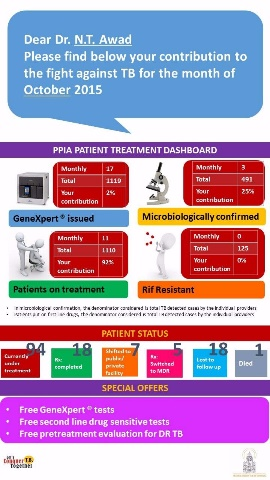 Dear Dr. N.T. Awad
Please find below your contribution to
the fight against TB for the month of
October 2015
PPIA PATIENT TREATMENT DASHBOARD
Monthly 17
Total 1119
Your contribution 2%
GeneXpert ® issued
Monthly 3
Total 491
Your contribution 25%
Microbiologically confirmed
Monthly 11
Total 1110
Your contribution 92%
Patients on treatment
Monthly 0
Total 125
Your contribution 0%
Rif Resistant
• In microbiological confirmation, the denominator considered is total TB detected cases by the individual providers
• Patients put on first line drugs, the denominator considered is total TB detected cases by the individual providers
PATIENT STATUS
94
Currently under treatment
18
Rx completed
7
Shifted to public/ private facility
5
Rx Switched to MDR
18
Lost to follow-up
1
Died
SPECIAL OFFERS
• Free GeneXpert ® tests
• Free second line drug sensitive tests
• Free pretreatment evaluation for DR TB
Conquer TB
Together